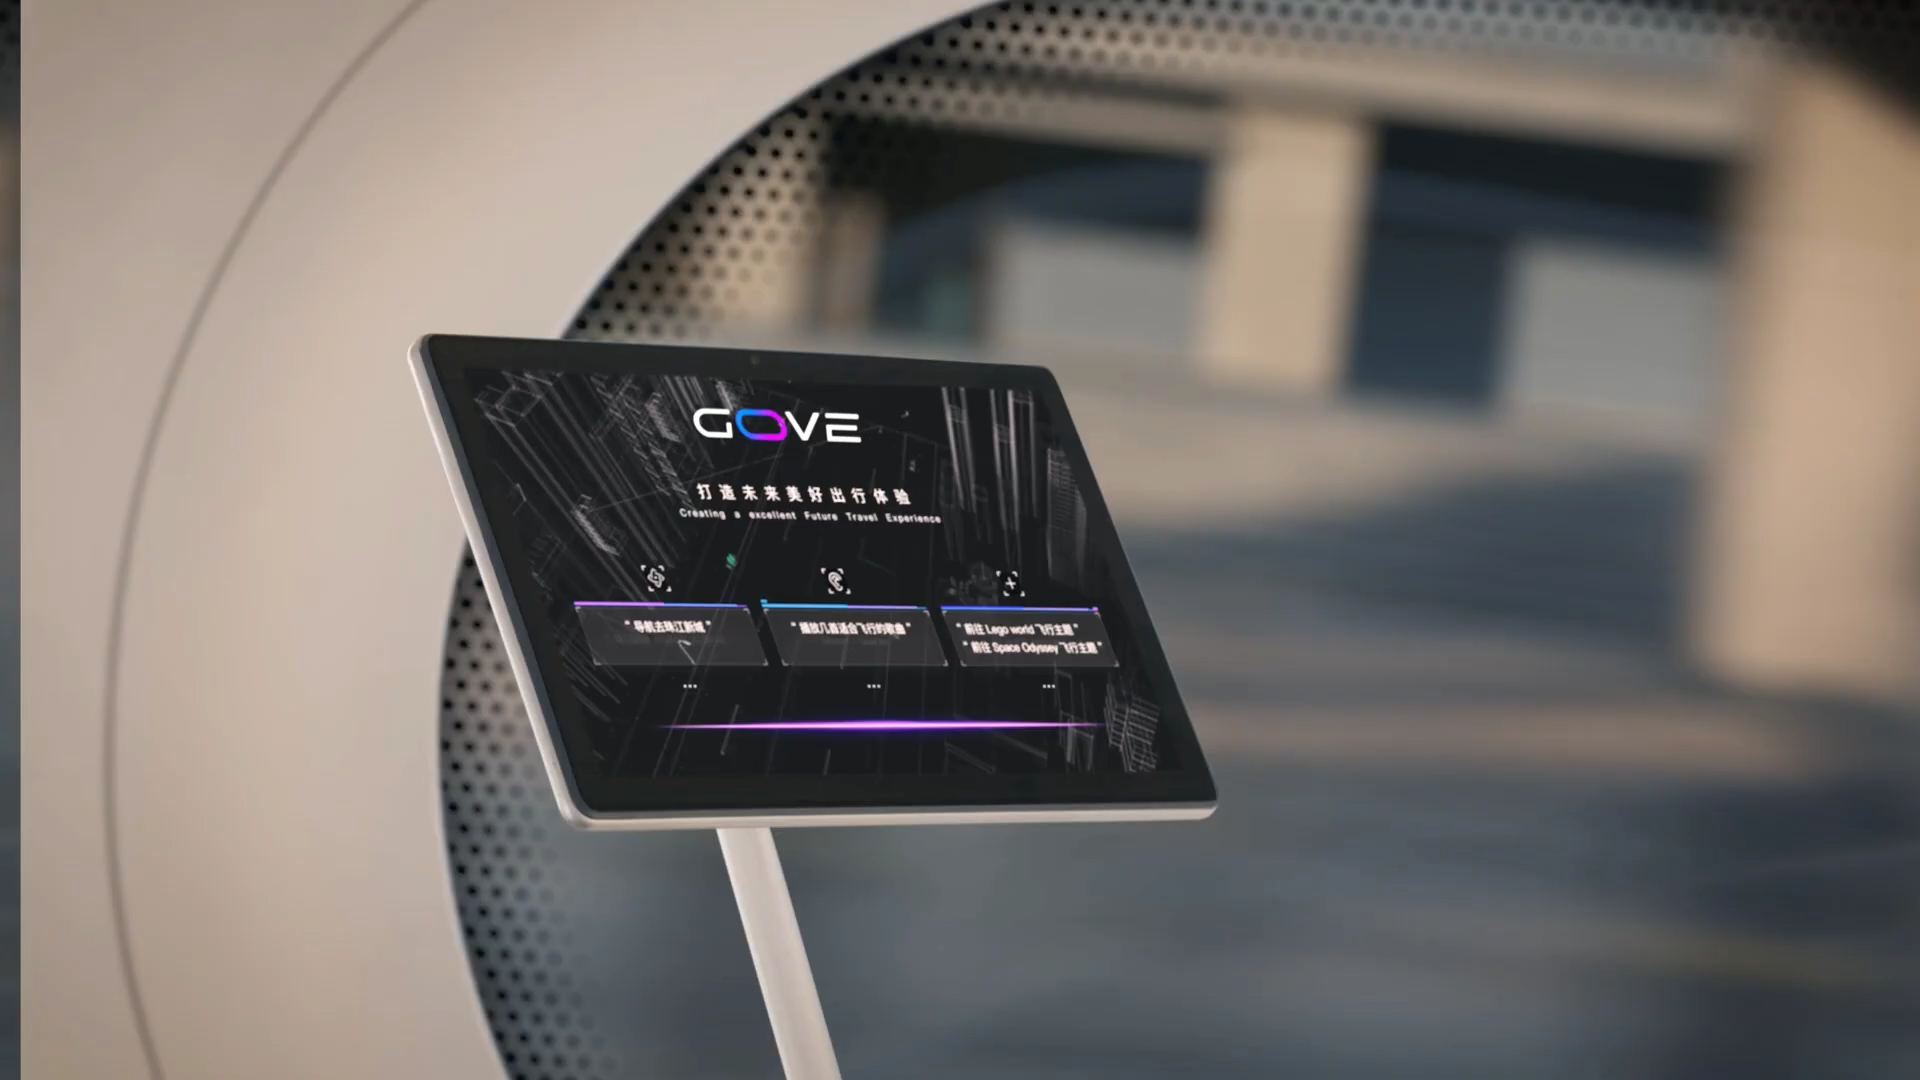 GOVE
打造未来美好出行体验
Creating a excellent Future Travel Experience
“导航去珠江新城”
“播放几首适合飞行的歌曲”
“前往 Lego world 飞行主题”
“前往 Space Odyssey 飞行主题”
...
...
...